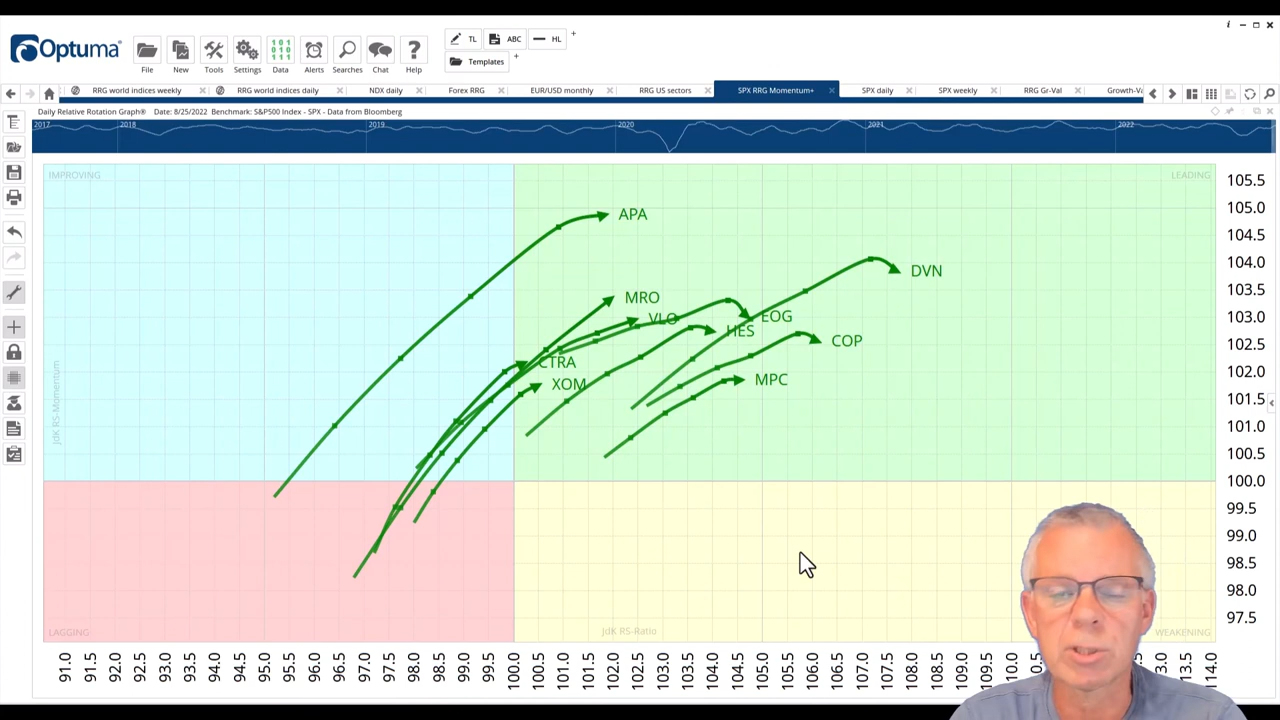 Optuma®
File
New
Tools
Settings
Data
Alerts
Searches
Chat
Help
TL
ABC
HL
Templates
RRG world indices weekly
RRG world indices daily
NDX daily
Forex RRG
EUR/USD monthly
RRG US sectors
SPX RRG Momentum+
SPX daily
SPX weekly
RRG Gr-Val
Growth-Va
Daily Relative Rotation Graph® Date: 8/25/2022 Benchmark: S&P500 Index - SPX - Data from Bloomberg
2017 2018 2019 2020 2021 2022
IMPROVING
LEADING
APA
DVN
MRO
VLO
EOG
HES
COP
CTRA
XOM
MPC
JdK RS-Momentum
LAGGING
JdK RS-Ratio
WEAKENING
105.5
105.0
104.5
104.0
103.5
103.0
102.5
102.0
101.5
101.0
100.5
100.0
99.5
99.0
98.5
98.0
97.5
91.0 91.5 92.0 92.5 93.0 93.5 94.0 94.5 95.0 95.5 96.0 96.5 97.0 97.5 98.0 98.5 99.0 99.5 100.0 100.5 101.0 101.5 102.0 102.5 103.0 103.5 104.0 104.5 105.0 105.5 106.0 106.5 107.0 107.5 108.0 108.5 109.0 109.5 110.0 110.5 3.0 3.5 114.0